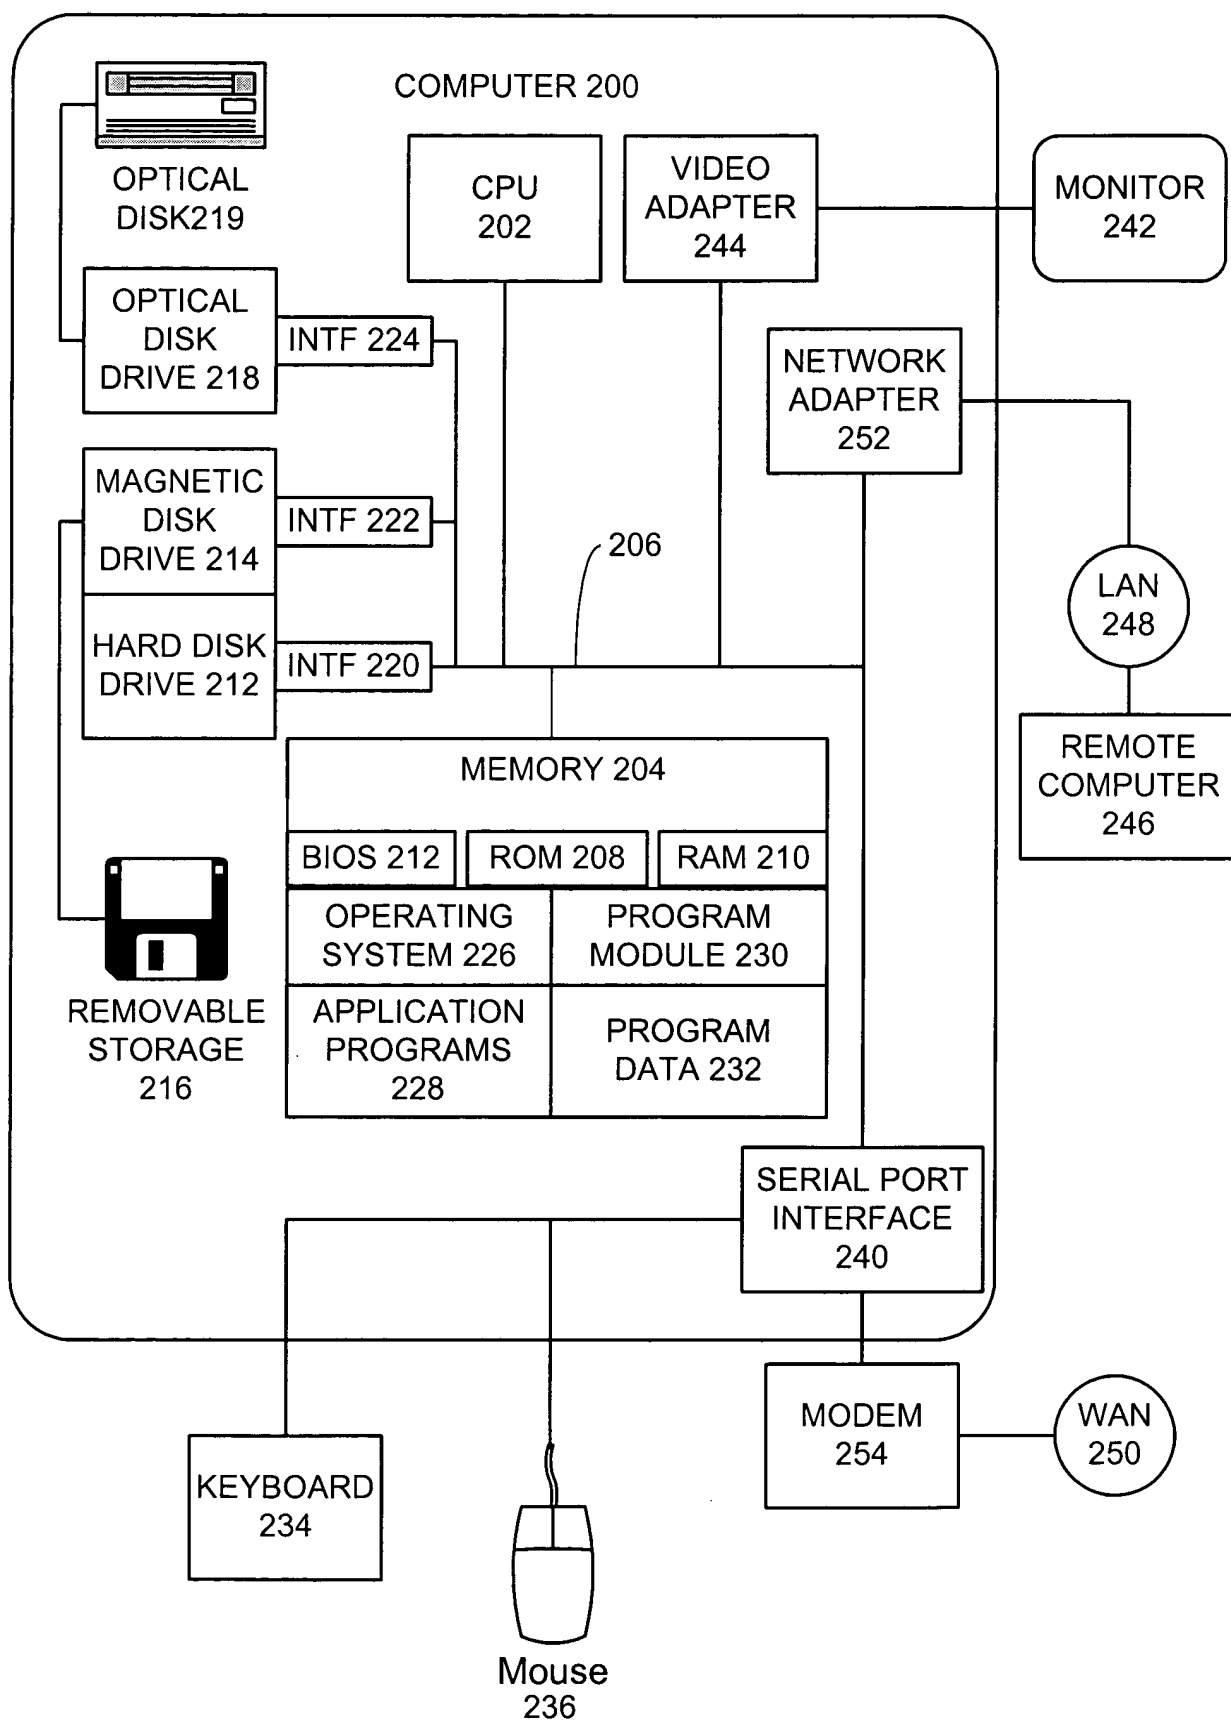 COMPUTER 200
OPTICAL
DISK219
CPU
202
VIDEO
ADAPTER
244
MONITOR
242
OPTICAL
DISK
DRIVE 218
INTF 224
NETWORK
ADAPTER
252
MAGNETIC
DISK
DRIVE 214
INTF 222
206
LAN
248
HARD DISK
DRIVE 212
INTF 220
REMOTE
COMPUTER
246
MEMORY 204
BIOS 212
ROM 208
RAM 210
OPERATING
SYSTEM 226
PROGRAM
MODULE 230
REMOVABLE
STORAGE
216
APPLICATION
PROGRAMS
228
PROGRAM
DATA 232
SERIAL PORT
INTERFACE
240
MODEM
254
WAN
250
KEYBOARD
234
Mouse
236